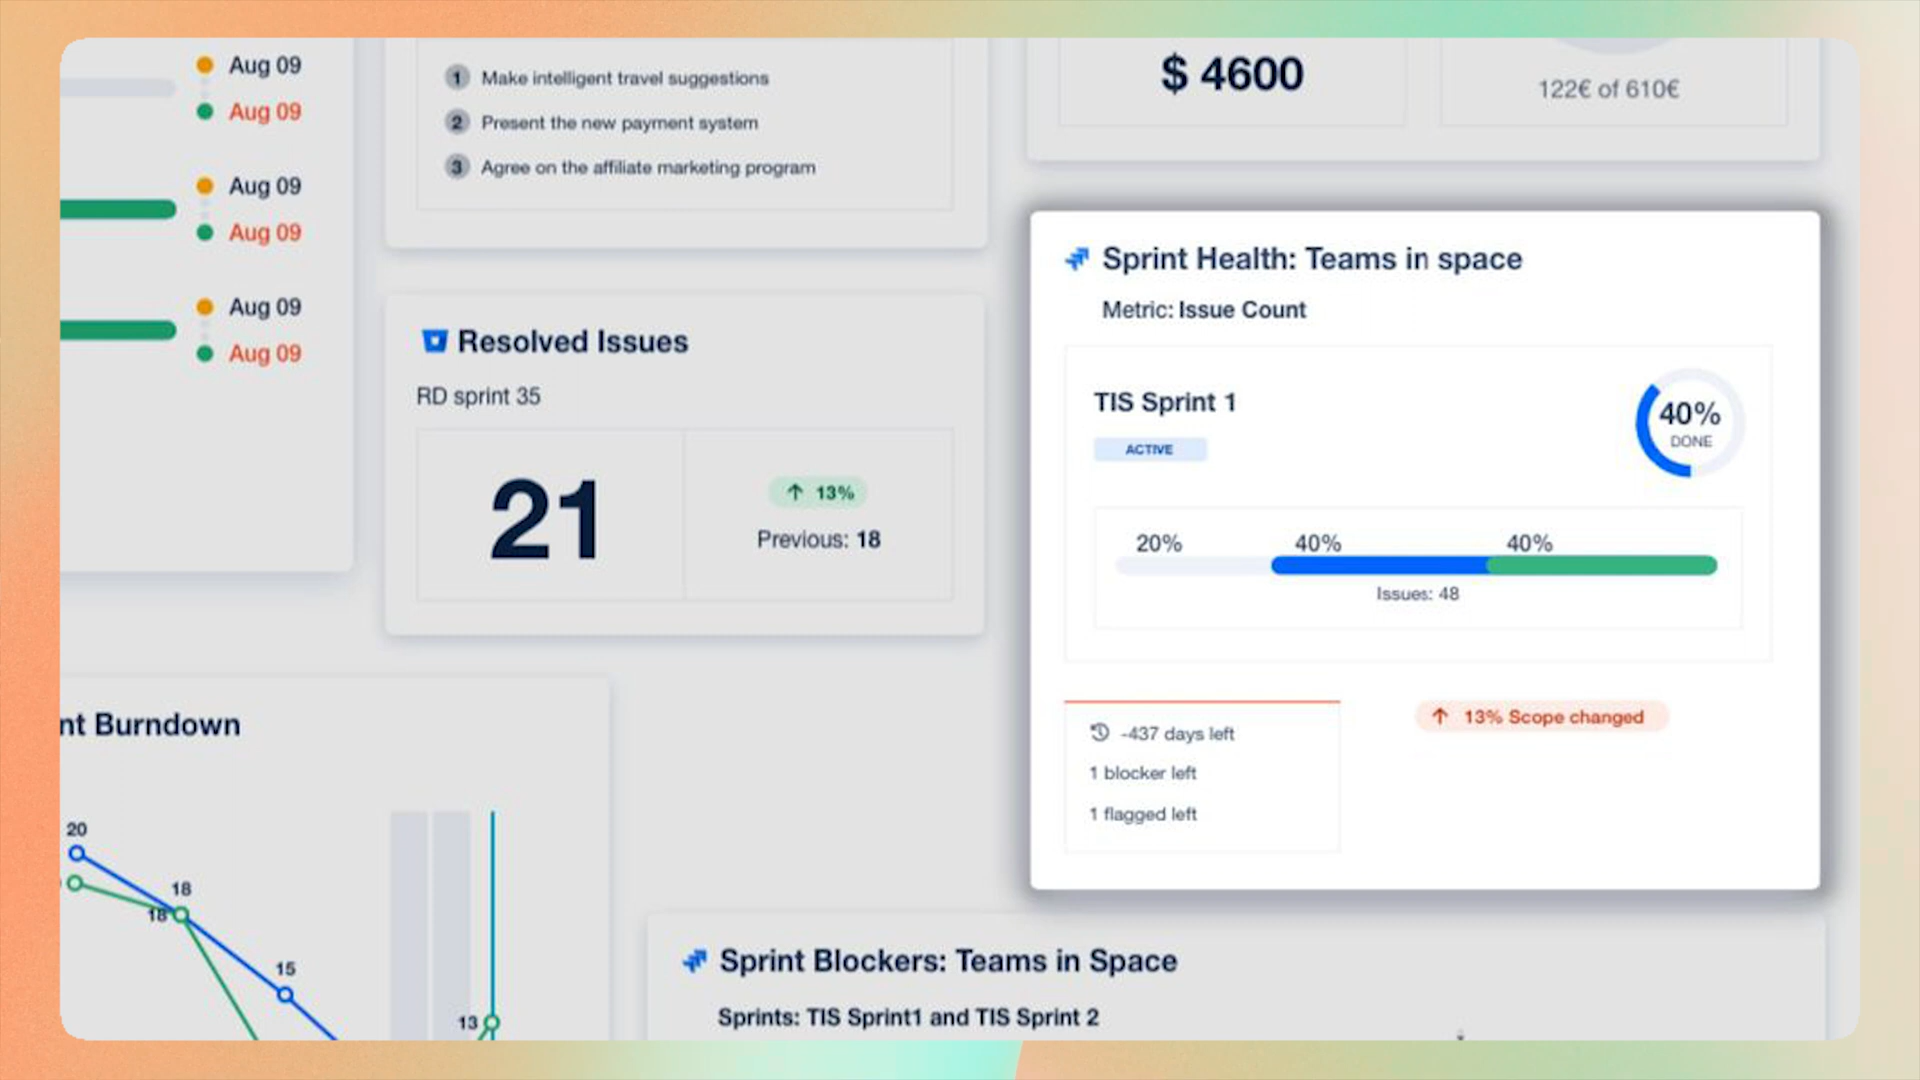 Aug 09
Aug 09
Aug 09
Aug 09
Aug 09
Aug 09
1 Make intelligent travel suggestions
2 Present the new payment system
3 Agree on the affiliate marketing program
$ 4600
122€ of 610€
Resolved Issues
RD sprint 35
21
↑ 13%
Previous: 18
Sprint Health: Teams in space
Metric: Issue Count
TIS Sprint 1
ACTIVE
40%
DONE
20% 40% 40%
Issues: 48
-437 days left
1 blocker left
1 flagged left
↑ 13% Scope changed
nt Burndown
20
18
18
15
13
Sprint Blockers: Teams in Space
Sprints: TIS Sprint1 and TIS Sprint 2